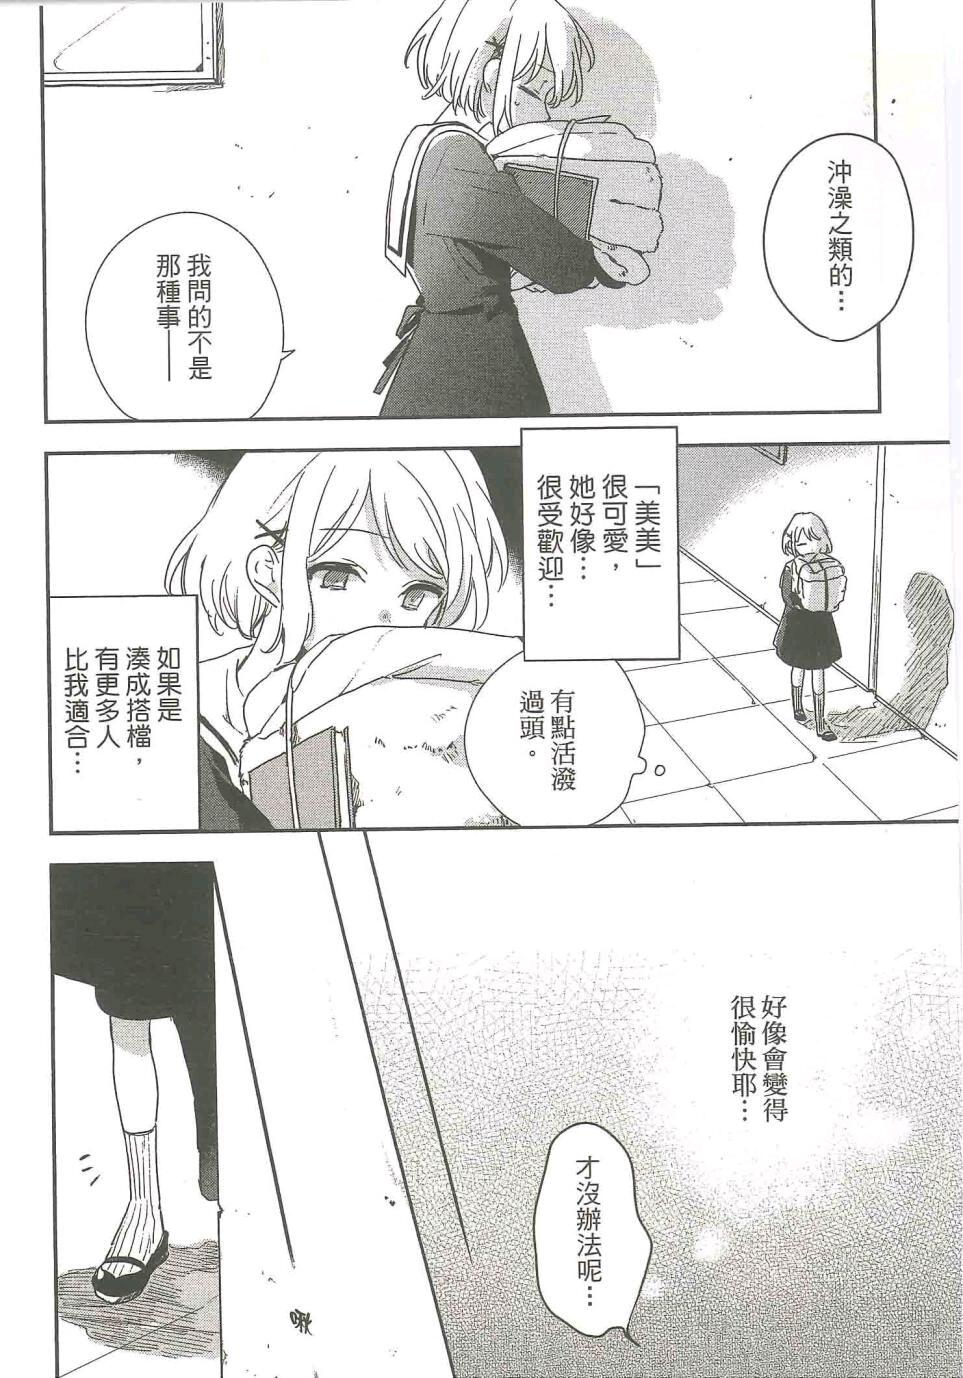 沖澡之類的…
我問的不是
那種事——
「美美」
很可愛，
她好像…
很受歡迎…
有點活潑
過頭。
如果是
湊成搭檔，
有更多人
比我適合…
好像會變得
很愉快耶…
才沒辦法呢…